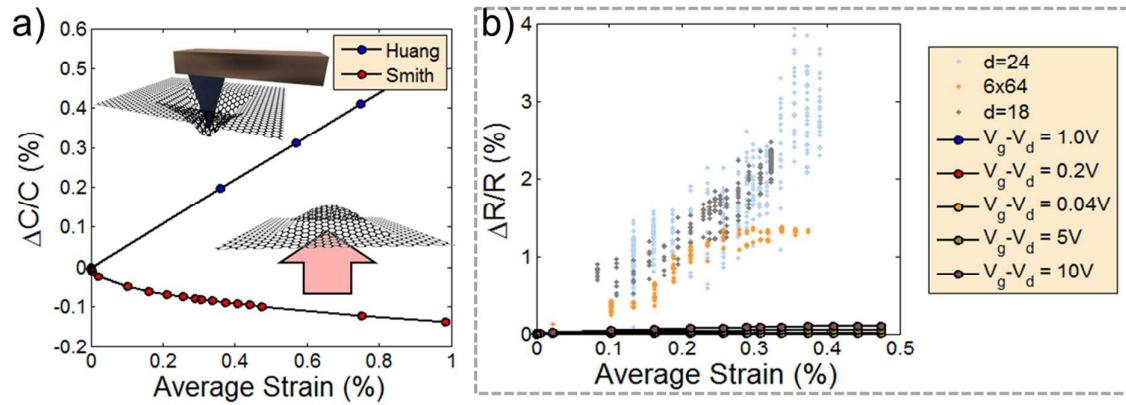 a)
0.6
0.5
0.4
0.3
0.2
0.1
0
-0.1
-0.2
ΔC/C (%)
Huang
Smith
0
0.2
0.4
0.6
0.8
1
Average Strain (%)
b)
4
3
2
1
0
ΔR/R (%)
0
0.1
0.2
0.3
0.4
0.5
Average Strain (%)
d=24
6x64
d=18
V_g-V_d = 1.0V
V_g-V_d = 0.2V
V_g-V_d = 0.04V
V_g-V_d = 5V
V_g-V_d = 10V